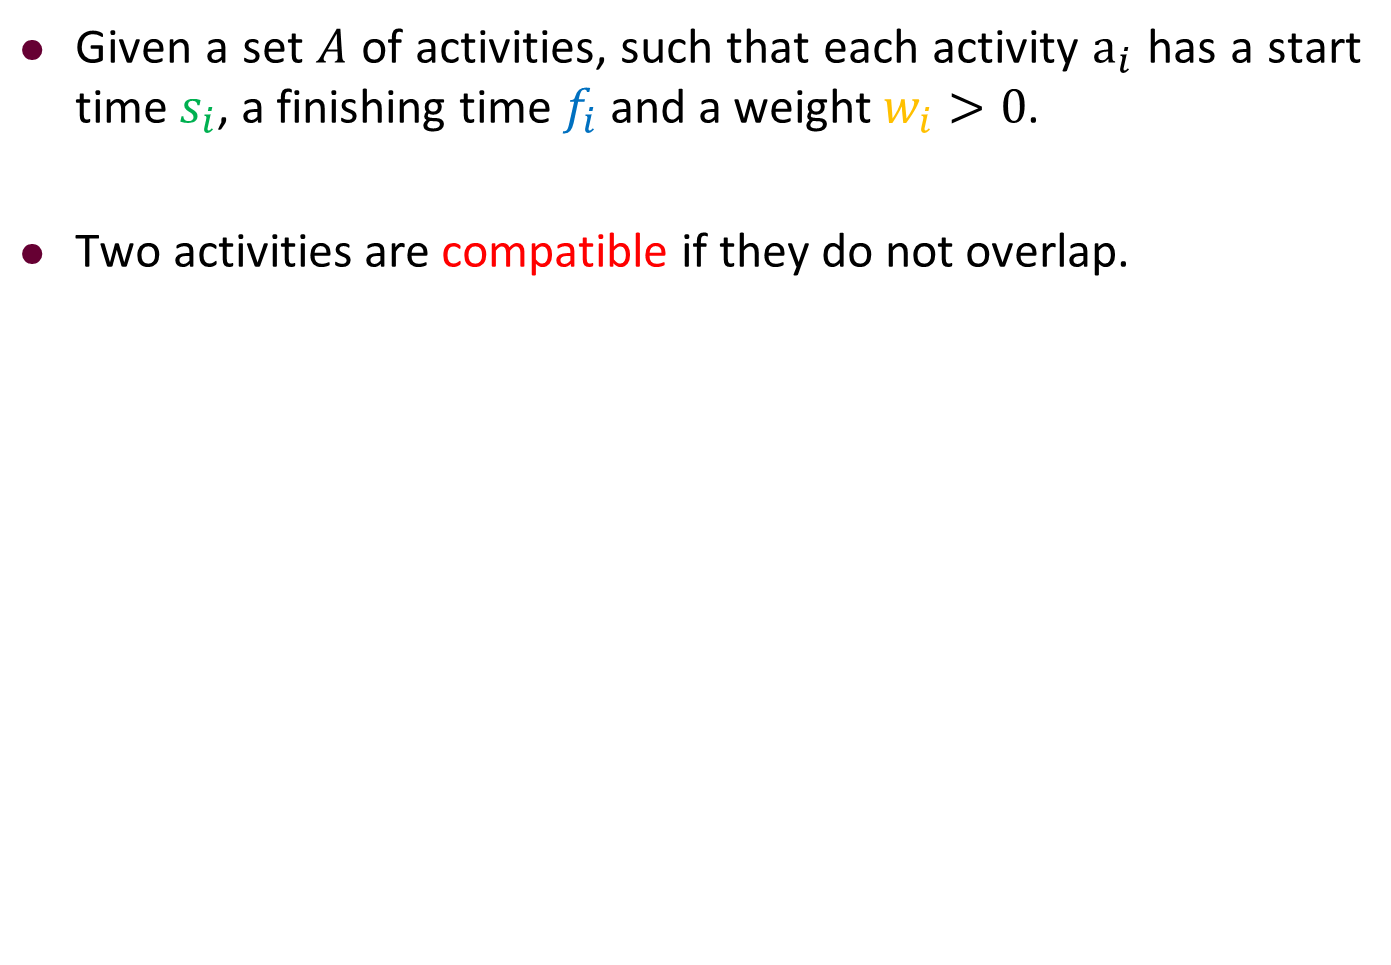 ● Given a set A of activities, such that each activity aᵢ has a start
time sᵢ, a finishing time fᵢ and a weight wᵢ > 0.
● Two activities are compatible if they do not overlap.